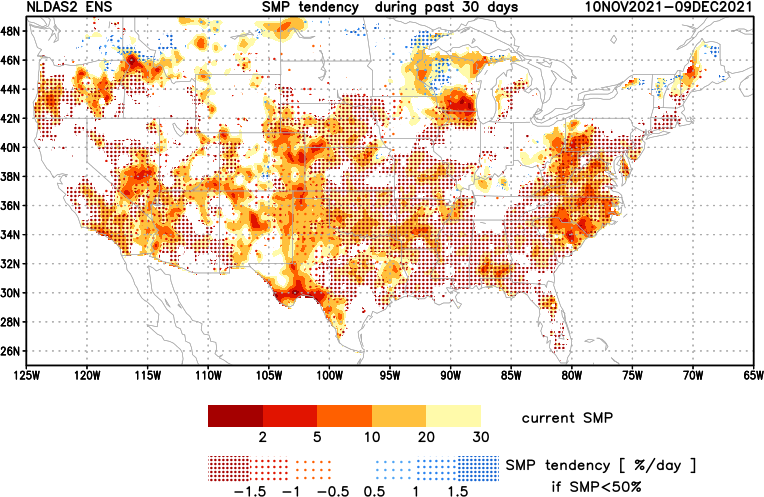 NLDAS2 ENS SMP tendency during past 30 days 10NOV2021-09DEC2021
48N
46N
44N
42N
40N
38N
36N
34N
32N
30N
28N
26N
125W 120W 115W 110W 105W 100W 95W 90W 85W 80W 75W 70W 65W
current SMP
2 5 10 20 30
SMP tendency [ %/day ]
-1.5 -1 -0.5 0.5 1 1.5
if SMP<50%